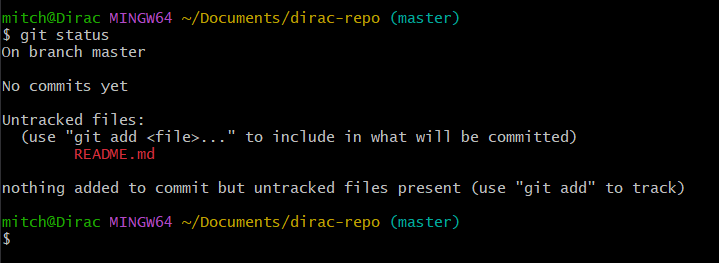 mitch@Dirac MINGW64 ~/Documents/dirac-repo (master)
$ git status
On branch master
No commits yet
Untracked files:
(use "git add <file>..." to include in what will be committed)
README.md
nothing added to commit but untracked files present (use "git add" to track)
mitch@Dirac MINGW64 ~/Documents/dirac-repo (master)
$